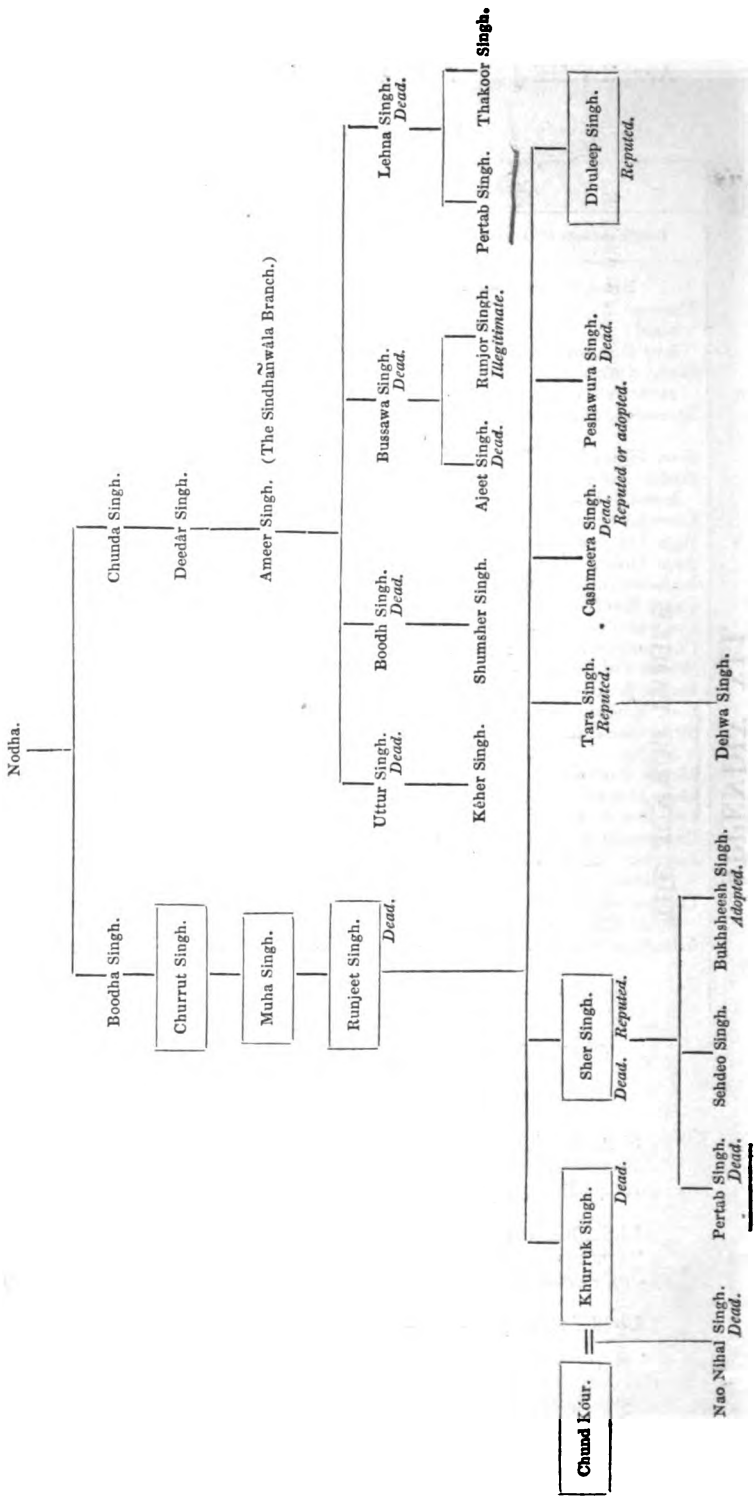 Nodha.
Boodha Singh.
Chunda Singh.
Churrut Singh.
Deedár Singh.
Muha Singh.
Ameer Singh. (The Sindhañwála Branch.)
Runjeet Singh.
Dead.
Uttur Singh.
Dead.
Boodh Singh.
Dead.
Bussawa Singh.
Dead.
Lehna Singh.
Dead.
Kèher Singh.
Shumsher Singh.
Ajeet Singh.
Dead.
Runjor Singh.
Illegitimate.
Pertab Singh.
Thakoor Singh.
Chund Kóur.
=
Khurruk Singh.
Dead.
Sher Singh.
Dead. Reputed.
Tara Singh.
Reputed.
Cashmeera Singh.
Dead.
Peshawura Singh.
Dead.
Reputed or adopted.
Dhuleep Singh.
Reputed.
Nao Nihal Singh.
Dead.
Pertab Singh.
Dead.
Sehdeo Singh.
Bukhsheesh Singh.
Adopted.
Dehwa Singh.